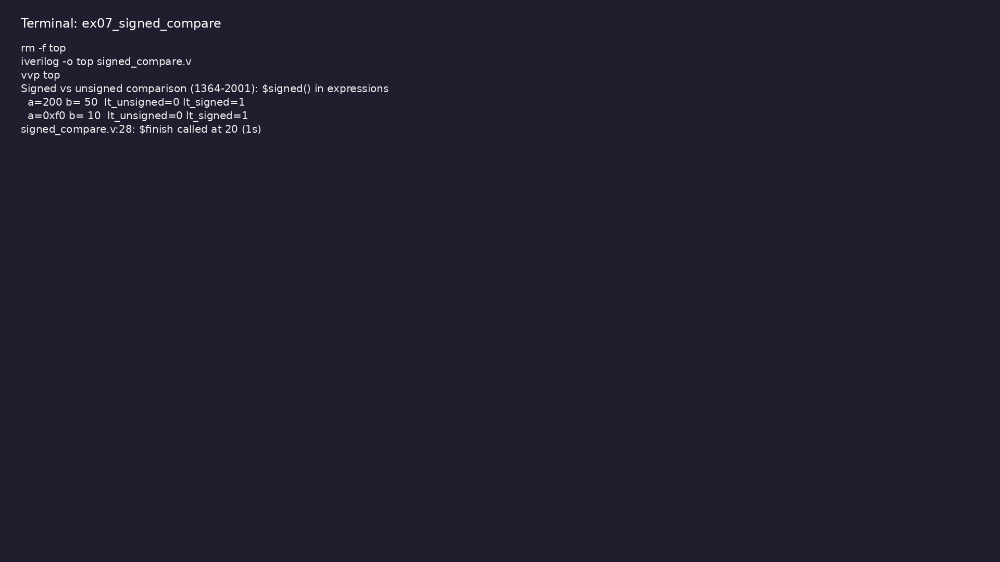 Terminal: ex07_signed_compare
rm -f top
iverilog -o top signed_compare.v
vvp top
Signed vs unsigned comparison (1364-2001): $signed() in expressions
  a=200 b= 50  lt_unsigned=0 lt_signed=1
  a=0xf0 b= 10  lt_unsigned=0 lt_signed=1
signed_compare.v:28: $finish called at 20 (1s)